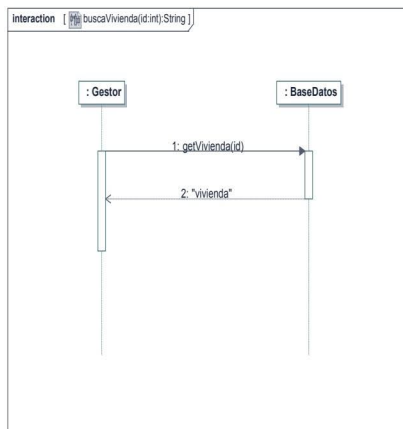 interaction [ buscaVivienda(id:int):String ]
: Gestor
: BaseDatos
1: getVivienda(id)
2: "vivienda"